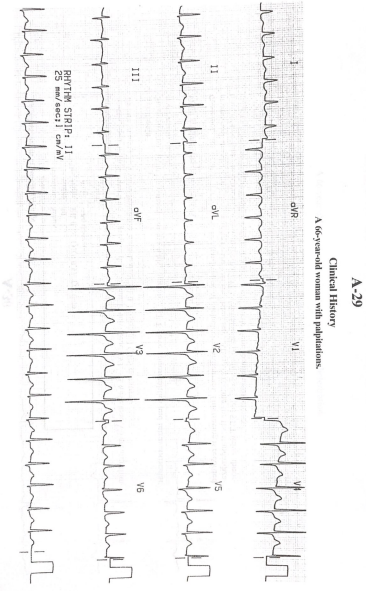 A-29
Clinical History
A 66-year-old woman with palpitations.
I
aVR
V1
V4
II
aVL
V2
V5
III
aVF
V3
V6
RHYTHM STRIP: II
25 mm/sec;1 cm/mV